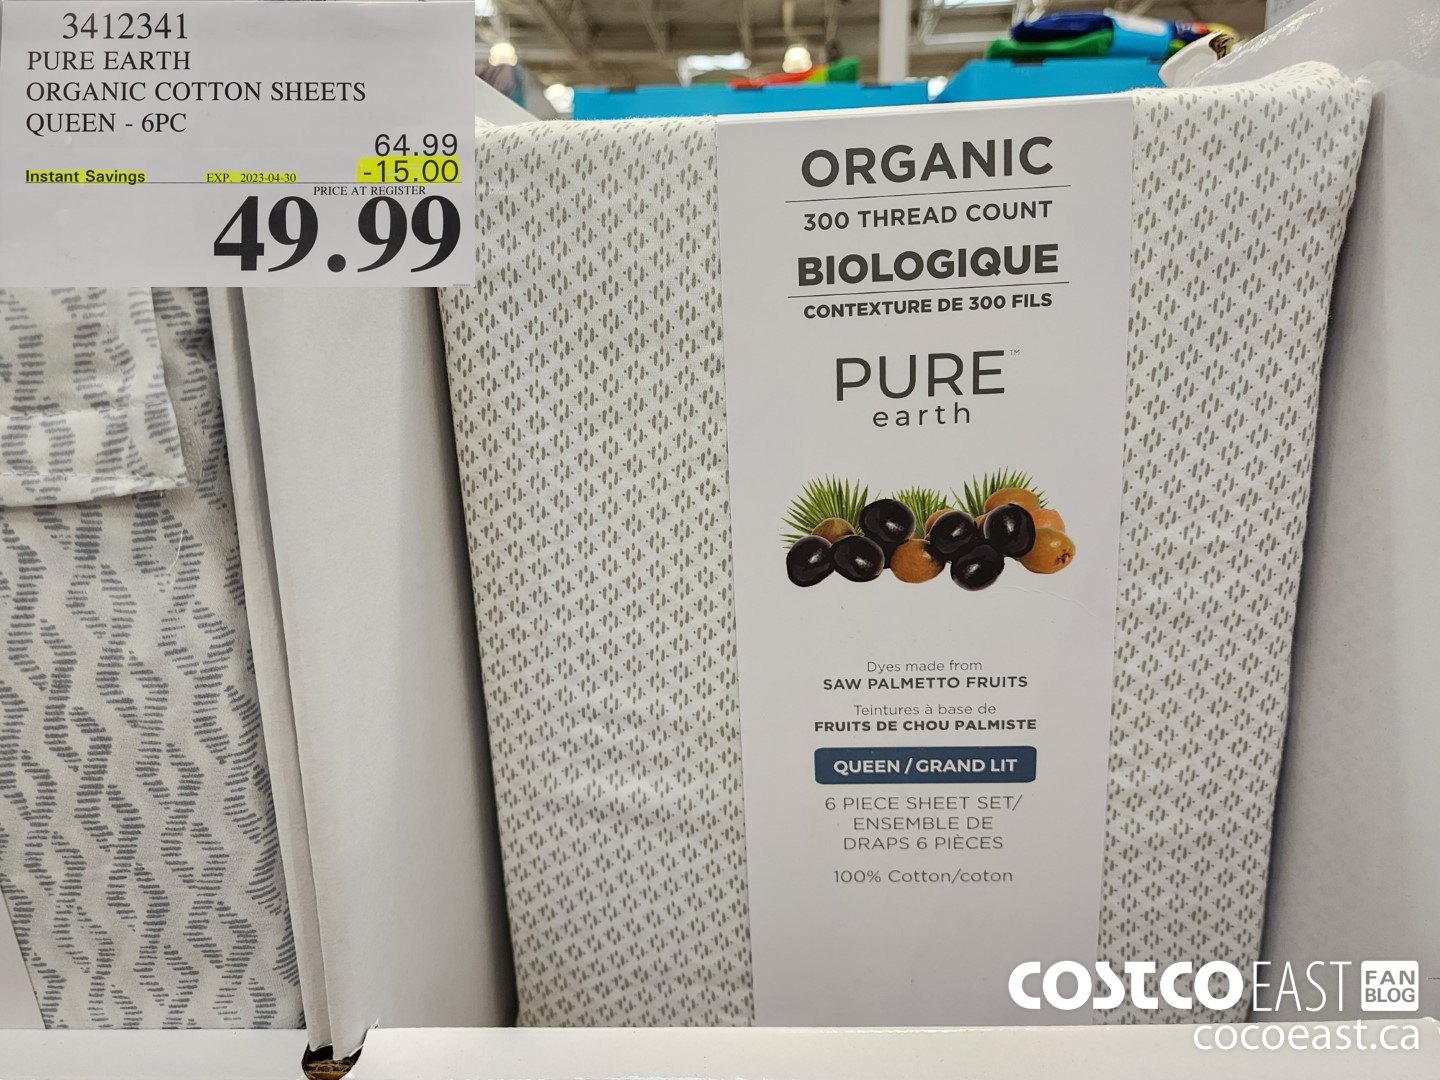 3412341
PURE EARTH
ORGANIC COTTON SHEETS
QUEEN - 6PC
64.99
Instant Savings EXP. 2023-04-30 -15.00
PRICE AT REGISTER
49.99
ORGANIC
300 THREAD COUNT
BIOLOGIQUE
CONTEXTURE DE 300 FILS
PURE™
earth
Dyes made from
SAW PALMETTO FRUITS
Teintures à base de
FRUITS DE CHOU PALMISTE
QUEEN / GRAND LIT
6 PIECE SHEET SET/
ENSEMBLE DE
DRAPS 6 PIÈCES
100% Cotton/coton
COSTCO EAST FAN BLOG
cocoeast.ca